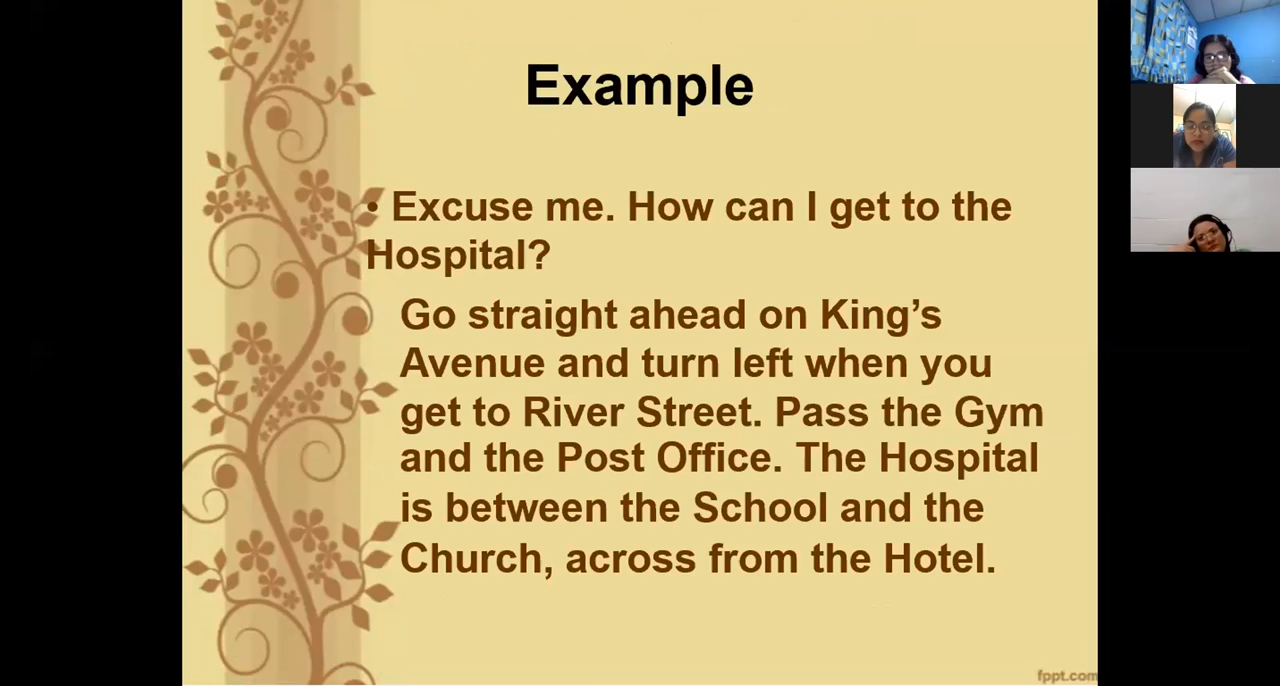 Example
• Excuse me. How can I get to the
Hospital?
Go straight ahead on King’s
Avenue and turn left when you
get to River Street. Pass the Gym
and the Post Office. The Hospital
is between the School and the
Church, across from the Hotel.
fppt.com